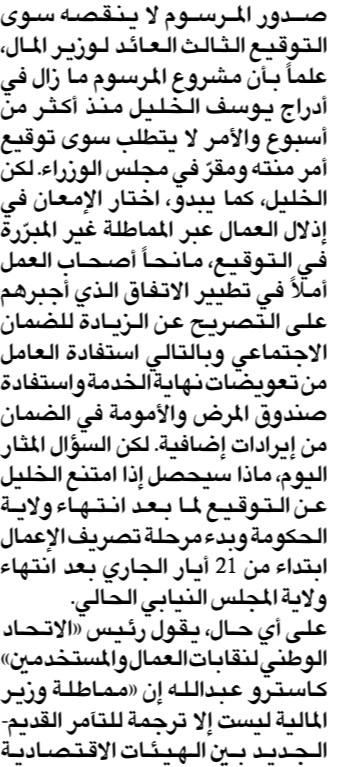 صدور المرسوم لا ينقصه سوى
التوقيع الثالث العائد لوزير المال،
علماً بأن مشروع المرسوم ما زال في
أدراج يوسف الخليل منذ أكثر من
أسبوع والأمر لا يتطلب سوى توقيع
أمر منته ومقرّ في مجلس الوزراء. لكن
الخليل، كما يبدو، اختار الإمعان في
إذلال العمال عبر المماطلة غير المبرّرة
في التوقيع، مانحاً أصحاب العمل
أملاً في تطيير الاتفاق الذي أجبرهم
على التصريح عن الزيادة للضمان
الاجتماعي وبالتالي استفادة العامل
من تعويضات نهاية الخدمة واستفادة
صندوق المرض والأمومة في الضمان
من إيرادات إضافية. لكن السؤال المثار
اليوم، ماذا سيحصل إذا امتنع الخليل
عن التوقيع لما بعد انتهاء ولاية
الحكومة وبدء مرحلة تصريف الإعمال
ابتداء من 21 أيار الجاري بعد انتهاء
ولاية المجلس النيابي الحالي.
على أي حال، يقول رئيس «الاتحاد
الوطني لنقابات العمال والمستخدمين»
كاسترو عبدالله إن «مماطلة وزير
المالية ليست إلا ترجمة للتآمر القديم-
الجديد بين الهيئات الاقتصادية